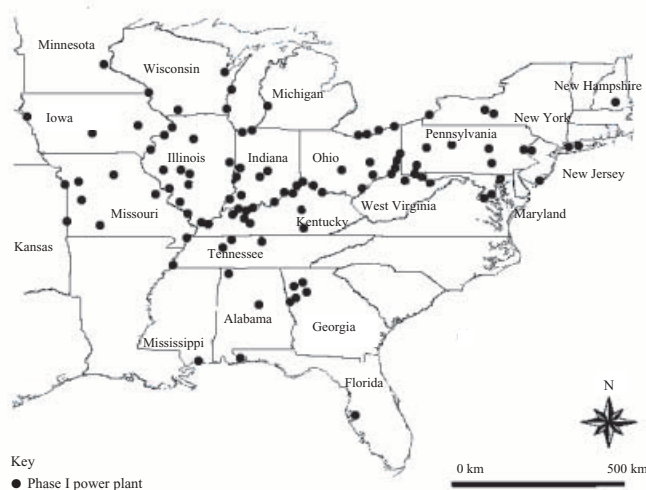 Minnesota
Wisconsin
Michigan
New Hampshire
Iowa
New York
Pennsylvania
Illinois
Indiana
Ohio
New Jersey
Missouri
West Virginia
Maryland
Kentucky
Kansas
Tennessee
Alabama
Georgia
Mississippi
Florida
N
Key
Phase I power plant
0 km 500 km